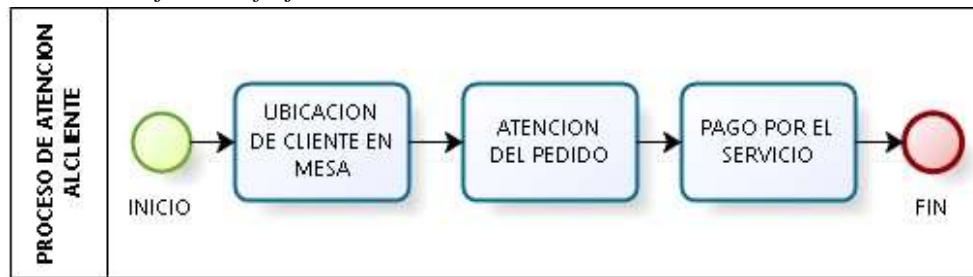 PROCESO DE ATENCION
ALCLIENTE
INICIO
UBICACION
DE CLIENTE EN
MESA
ATENCION
DEL PEDIDO
PAGO POR EL
SERVICIO
FIN